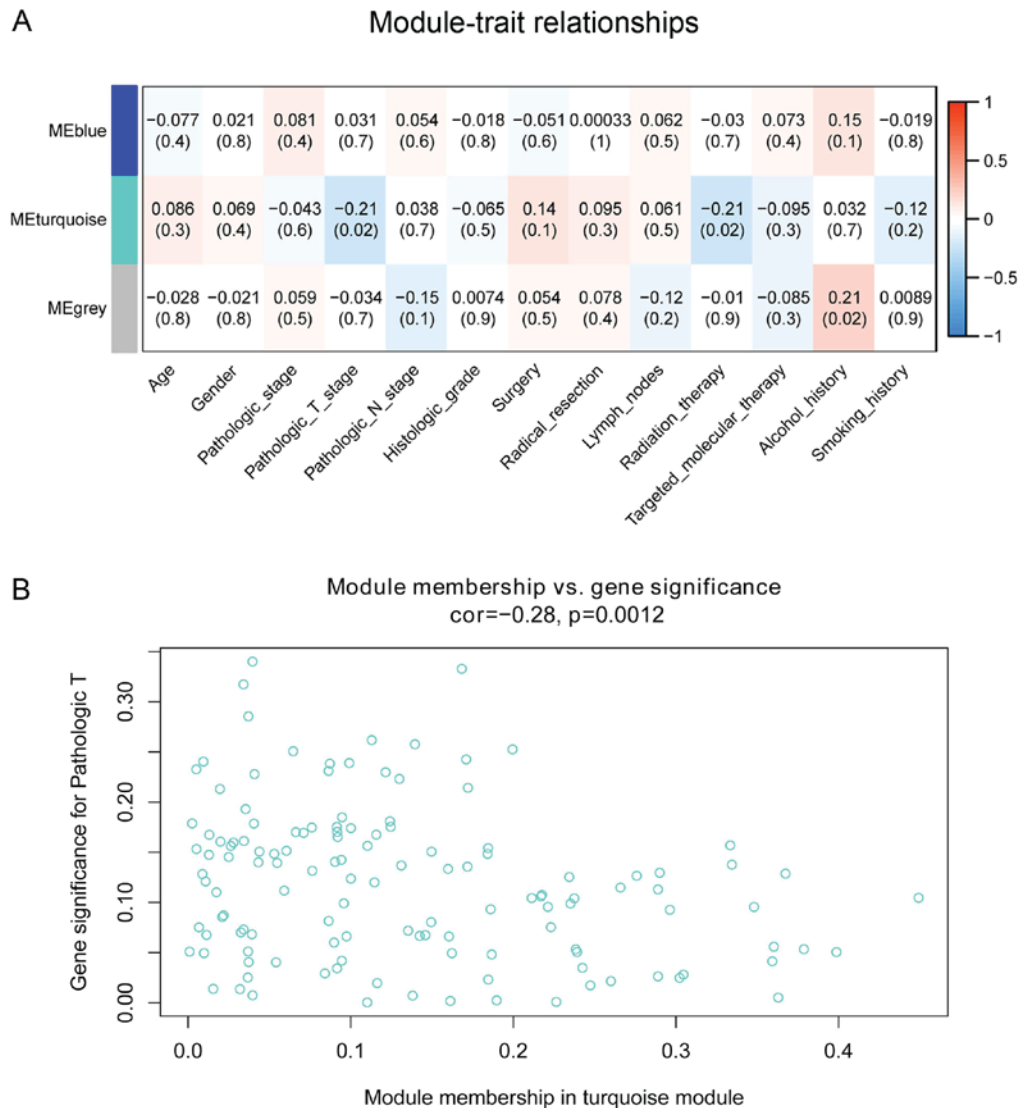 A
Module-trait relationships
MEblue
−0.077 0.021 0.081 0.031 0.054 −0.018 −0.051 0.00033 0.062 −0.03 0.073 0.15 −0.019
(0.4) (0.8) (0.4) (0.7) (0.6) (0.8) (0.6) (1) (0.5) (0.7) (0.4) (0.1) (0.8)
MEturquoise
0.086 0.069 −0.043 −0.21 0.038 −0.065 0.14 0.095 0.061 −0.21 −0.095 0.032 −0.12
(0.3) (0.4) (0.6) (0.02) (0.7) (0.5) (0.1) (0.3) (0.5) (0.02) (0.3) (0.7) (0.2)
MEgrey
−0.028 −0.021 0.059 −0.034 −0.15 0.0074 0.054 0.078 −0.12 −0.01 −0.085 0.21 0.0089
(0.8) (0.8) (0.5) (0.7) (0.1) (0.9) (0.5) (0.4) (0.2) (0.9) (0.3) (0.02) (0.9)
1
0.5
0
−0.5
−1
Age
Gender
Pathologic_stage
Pathologic_T_stage
Pathologic_N_stage
Histologic_grade
Surgery
Radical_resection
Lymph_nodes
Radiation_therapy
Targeted_molecular_therapy
Alcohol_history
Smoking_history
B
Module membership vs. gene significance
cor=−0.28, p=0.0012
Gene significance for Pathologic T
0.30
0.20
0.10
0.00
0.0 0.1 0.2 0.3 0.4
Module membership in turquoise module